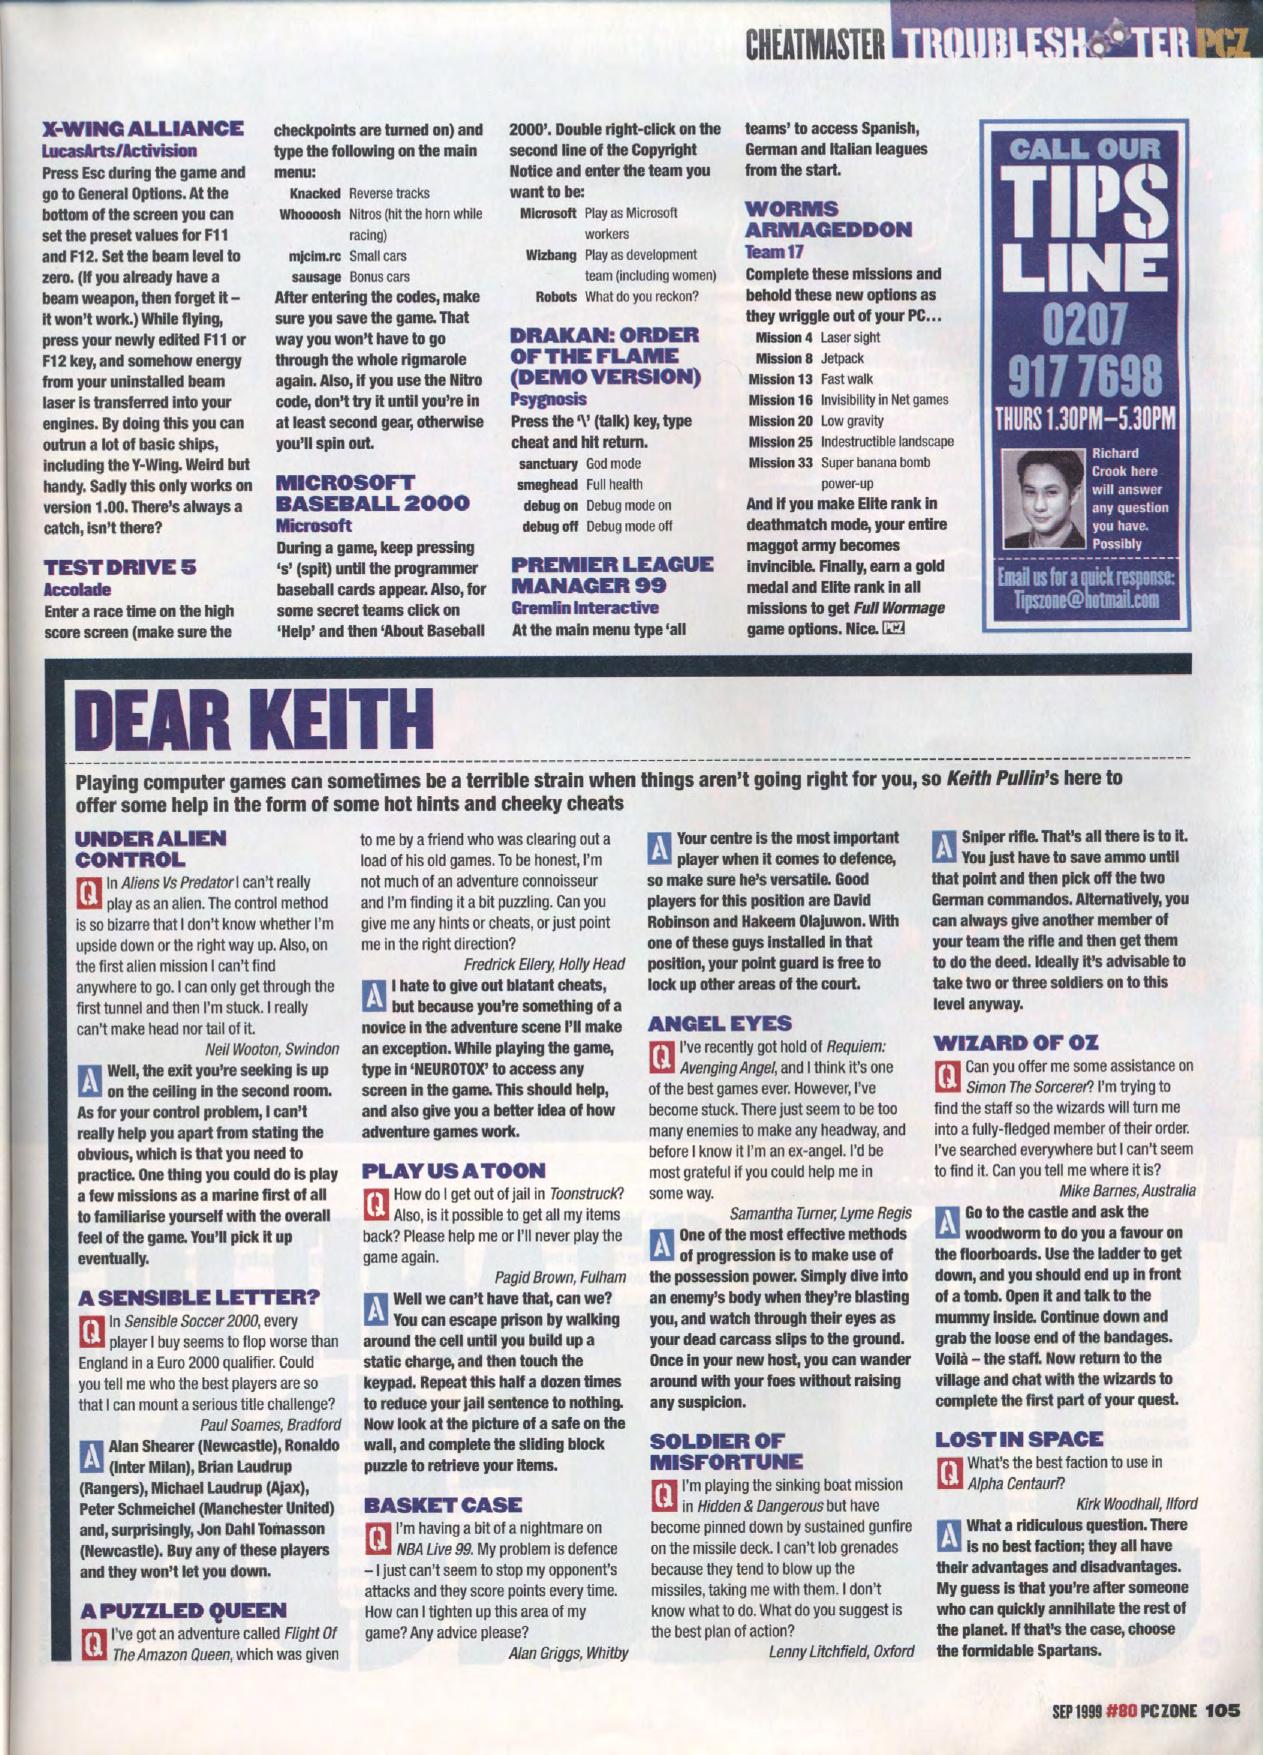 CHEATMASTER TROUBLESHOOTER PCZ
X-WING ALLIANCE
LucasArts/Activision
Press Esc during the game and
go to General Options. At the
bottom of the screen you can
set the preset values for F11
and F12. Set the beam level to
zero. (If you already have a
beam weapon, then forget it –
it won't work.) While flying,
press your newly edited F11 or
F12 key, and somehow energy
from your uninstalled beam
laser is transferred into your
engines. By doing this you can
outrun a lot of basic ships,
including the Y-Wing. Weird but
handy. Sadly this only works on
version 1.00. There's always a
catch, isn't there?
TEST DRIVE 5
Accolade
Enter a race time on the high
score screen (make sure the
checkpoints are turned on) and
type the following on the main
menu:
Knacked Reverse tracks
Whoooosh Nitros (hit the horn while
racing)
mjcim.rc Small cars
sausage Bonus cars
After entering the codes, make
sure you save the game. That
way you won't have to go
through the whole rigmarole
again. Also, if you use the Nitro
code, don't try it until you're in
at least second gear, otherwise
you'll spin out.
MICROSOFT
BASEBALL 2000
Microsoft
During a game, keep pressing
's' (spit) until the programmer
baseball cards appear. Also, for
some secret teams click on
'Help' and then 'About Baseball
2000'. Double right-click on the
second line of the Copyright
Notice and enter the team you
want to be:
Microsoft Play as Microsoft
workers
Wizbang Play as development
team (including women)
Robots What do you reckon?
DRAKAN: ORDER
OF THE FLAME
(DEMO VERSION)
Psygnosis
Press the '\' (talk) key, type
cheat and hit return.
sanctuary God mode
smeghead Full health
debug on Debug mode on
debug off Debug mode off
PREMIER LEAGUE
MANAGER 99
Gremlin Interactive
At the main menu type 'all
teams' to access Spanish,
German and Italian leagues
from the start.
WORMS
ARMAGEDDON
Team 17
Complete these missions and
behold these new options as
they wriggle out of your PC...
Mission 4 Laser sight
Mission 8 Jetpack
Mission 13 Fast walk
Mission 16 Invisibility in Net games
Mission 20 Low gravity
Mission 25 Indestructible landscape
Mission 33 Super banana bomb
power-up
And if you make Elite rank in
deathmatch mode, your entire
maggot army becomes
invincible. Finally, earn a gold
medal and Elite rank in all
missions to get Full Wormage
game options. Nice. PCZ
CALL OUR
TIPS
LINE
0207
917 7698
THURS 1.30PM–5.30PM
Richard
Crook here
will answer
any question
you have.
Possibly
Email us for a quick response:
Tipszone@hotmail.com
DEAR KEITH
Playing computer games can sometimes be a terrible strain when things aren't going right for you, so Keith Pullin's here to
offer some help in the form of some hot hints and cheeky cheats
UNDER ALIEN
CONTROL
Q In Aliens Vs Predator I can't really
play as an alien. The control method
is so bizarre that I don't know whether I'm
upside down or the right way up. Also, on
the first alien mission I can't find
anywhere to go. I can only get through the
first tunnel and then I'm stuck. I really
can't make head nor tail of it.
Neil Wooton, Swindon
A Well, the exit you're seeking is up
on the ceiling in the second room.
As for your control problem, I can't
really help you apart from stating the
obvious, which is that you need to
practice. One thing you could do is play
a few missions as a marine first of all
to familiarise yourself with the overall
feel of the game. You'll pick it up
eventually.
A SENSIBLE LETTER?
Q In Sensible Soccer 2000, every
player I buy seems to flop worse than
England in a Euro 2000 qualifier. Could
you tell me who the best players are so
that I can mount a serious title challenge?
Paul Soames, Bradford
A Alan Shearer (Newcastle), Ronaldo
(Inter Milan), Brian Laudrup
(Rangers), Michael Laudrup (Ajax),
Peter Schmeichel (Manchester United)
and, surprisingly, Jon Dahl Tomasson
(Newcastle). Buy any of these players
and they won't let you down.
A PUZZLED QUEEN
Q I've got an adventure called Flight Of
The Amazon Queen, which was given
to me by a friend who was clearing out a
load of his old games. To be honest, I'm
not much of an adventure connoisseur
and I'm finding it a bit puzzling. Can you
give me any hints or cheats, or just point
me in the right direction?
Fredrick Ellery, Holly Head
A I hate to give out blatant cheats,
but because you're something of a
novice in the adventure scene I'll make
an exception. While playing the game,
type in 'NEUROTOX' to access any
screen in the game. This should help,
and also give you a better idea of how
adventure games work.
PLAY US A TOON
Q How do I get out of jail in Toonstruck?
Also, is it possible to get all my items
back? Please help me or I'll never play the
game again.
Pagid Brown, Fulham
A Well we can't have that, can we?
You can escape prison by walking
around the cell until you build up a
static charge, and then touch the
keypad. Repeat this half a dozen times
to reduce your jail sentence to nothing.
Now look at the picture of a safe on the
wall, and complete the sliding block
puzzle to retrieve your items.
BASKET CASE
Q I'm having a bit of a nightmare on
NBA Live 99. My problem is defence
– I just can't seem to stop my opponent's
attacks and they score points every time.
How can I tighten up this area of my
game? Any advice please?
Alan Griggs, Whitby
A Your centre is the most important
player when it comes to defence,
so make sure he's versatile. Good
players for this position are David
Robinson and Hakeem Olajuwon. With
one of these guys installed in that
position, your point guard is free to
lock up other areas of the court.
ANGEL EYES
Q I've recently got hold of Requiem:
Avenging Angel, and I think it's one
of the best games ever. However, I've
become stuck. There just seem to be too
many enemies to make any headway, and
before I know it I'm an ex-angel. I'd be
most grateful if you could help me in
some way.
Samantha Turner, Lyme Regis
A One of the most effective methods
of progression is to make use of
the possession power. Simply dive into
an enemy's body when they're blasting
you, and watch through their eyes as
your dead carcass slips to the ground.
Once in your new host, you can wander
around with your foes without raising
any suspicion.
SOLDIER OF
MISFORTUNE
Q I'm playing the sinking boat mission
in Hidden & Dangerous but have
become pinned down by sustained gunfire
on the missile deck. I can't lob grenades
because they tend to blow up the
missiles, taking me with them. I don't
know what to do. What do you suggest is
the best plan of action?
Lenny Litchfield, Oxford
A Sniper rifle. That's all there is to it.
You just have to save ammo until
that point and then pick off the two
German commandos. Alternatively, you
can always give another member of
your team the rifle and then get them
to do the deed. Ideally it's advisable to
take two or three soldiers on to this
level anyway.
WIZARD OF OZ
Q Can you offer me some assistance on
Simon The Sorcerer? I'm trying to
find the staff so the wizards will turn me
into a fully-fledged member of their order.
I've searched everywhere but I can't seem
to find it. Can you tell me where it is?
Mike Barnes, Australia
A Go to the castle and ask the
woodworm to do you a favour on
the floorboards. Use the ladder to get
down, and you should end up in front
of a tomb. Open it and talk to the
mummy inside. Continue down and
grab the loose end of the bandages.
Voilà – the staff. Now return to the
village and chat with the wizards to
complete the first part of your quest.
LOST IN SPACE
Q What's the best faction to use in
Alpha Centauri?
Kirk Woodhall, Ilford
A What a ridiculous question. There
is no best faction; they all have
their advantages and disadvantages.
My guess is that you're after someone
who can quickly annihilate the rest of
the planet. If that's the case, choose
the formidable Spartans.
SEP 1999 #80 PC ZONE 105